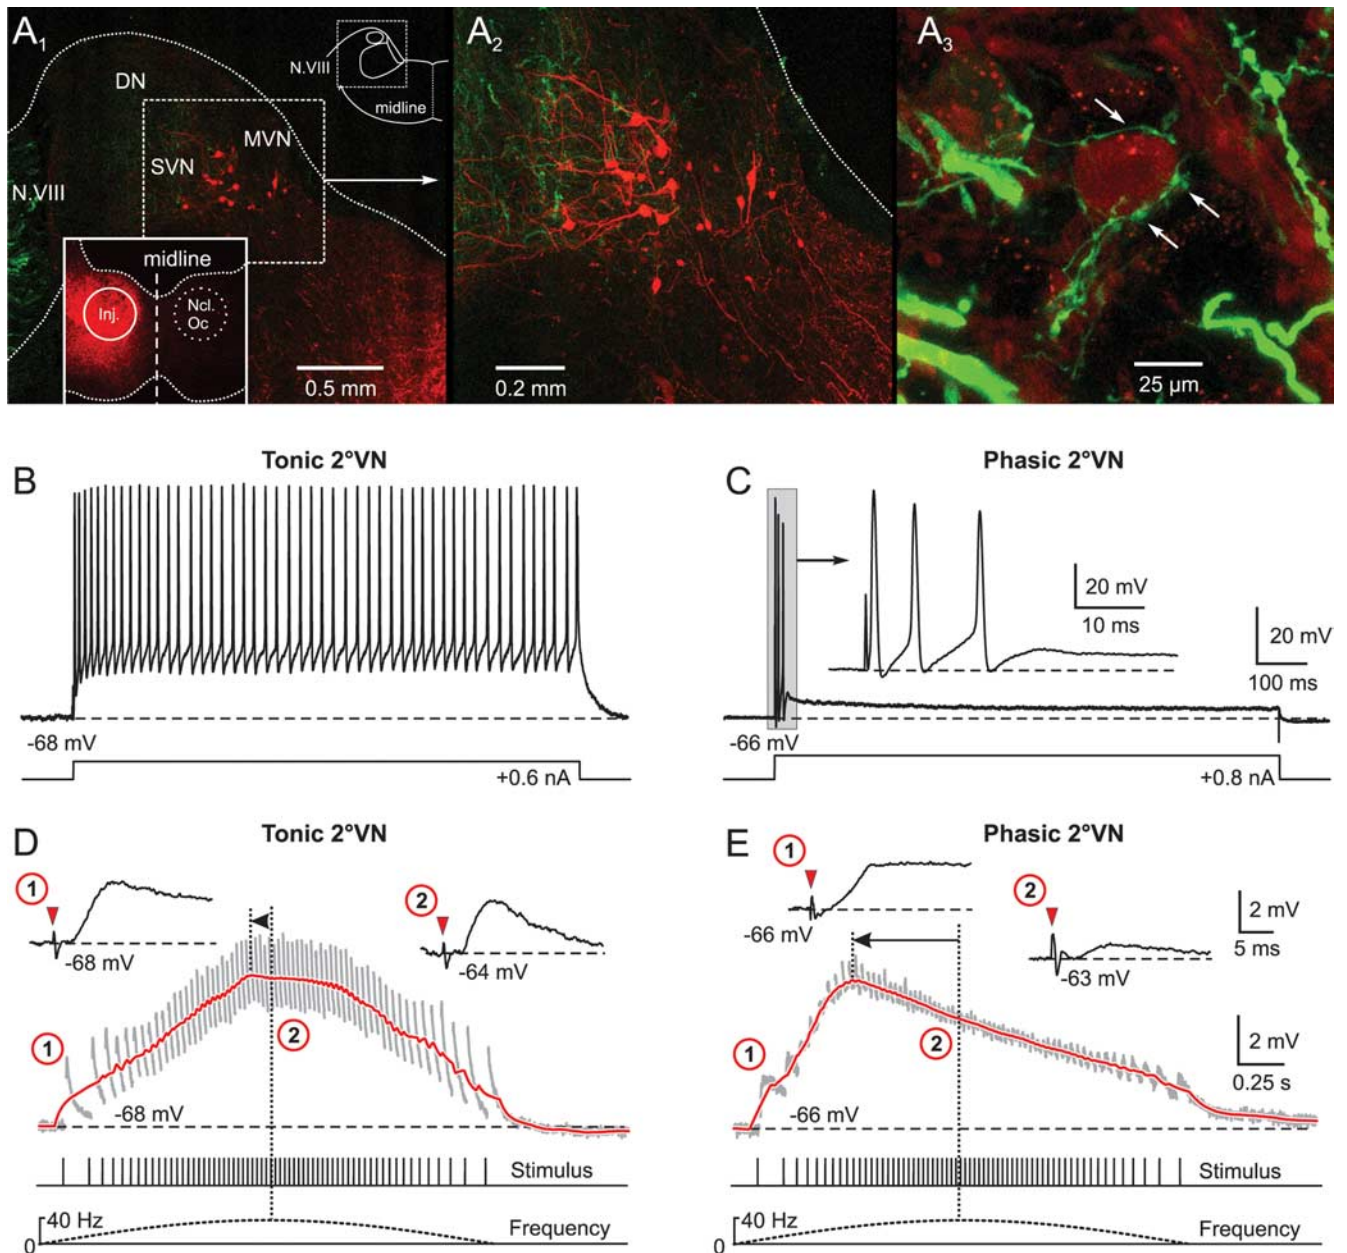 A1
DN
MVN
SVN
N.VIII
N.VIII
midline
midline
Inj.
Ncl.
Oc
0.5 mm
A2
0.2 mm
A3
25 µm
B
Tonic 2°VN
-68 mV
+0.6 nA
C
Phasic 2°VN
20 mV
10 ms
20 mV
100 ms
-66 mV
+0.8 nA
D
Tonic 2°VN
1
-68 mV
2
-64 mV
1
2
-68 mV
Stimulus
40 Hz
0
Frequency
E
Phasic 2°VN
1
-66 mV
2
-63 mV
2 mV
5 ms
1
2
-66 mV
2 mV
0.25 s
Stimulus
40 Hz
0
Frequency